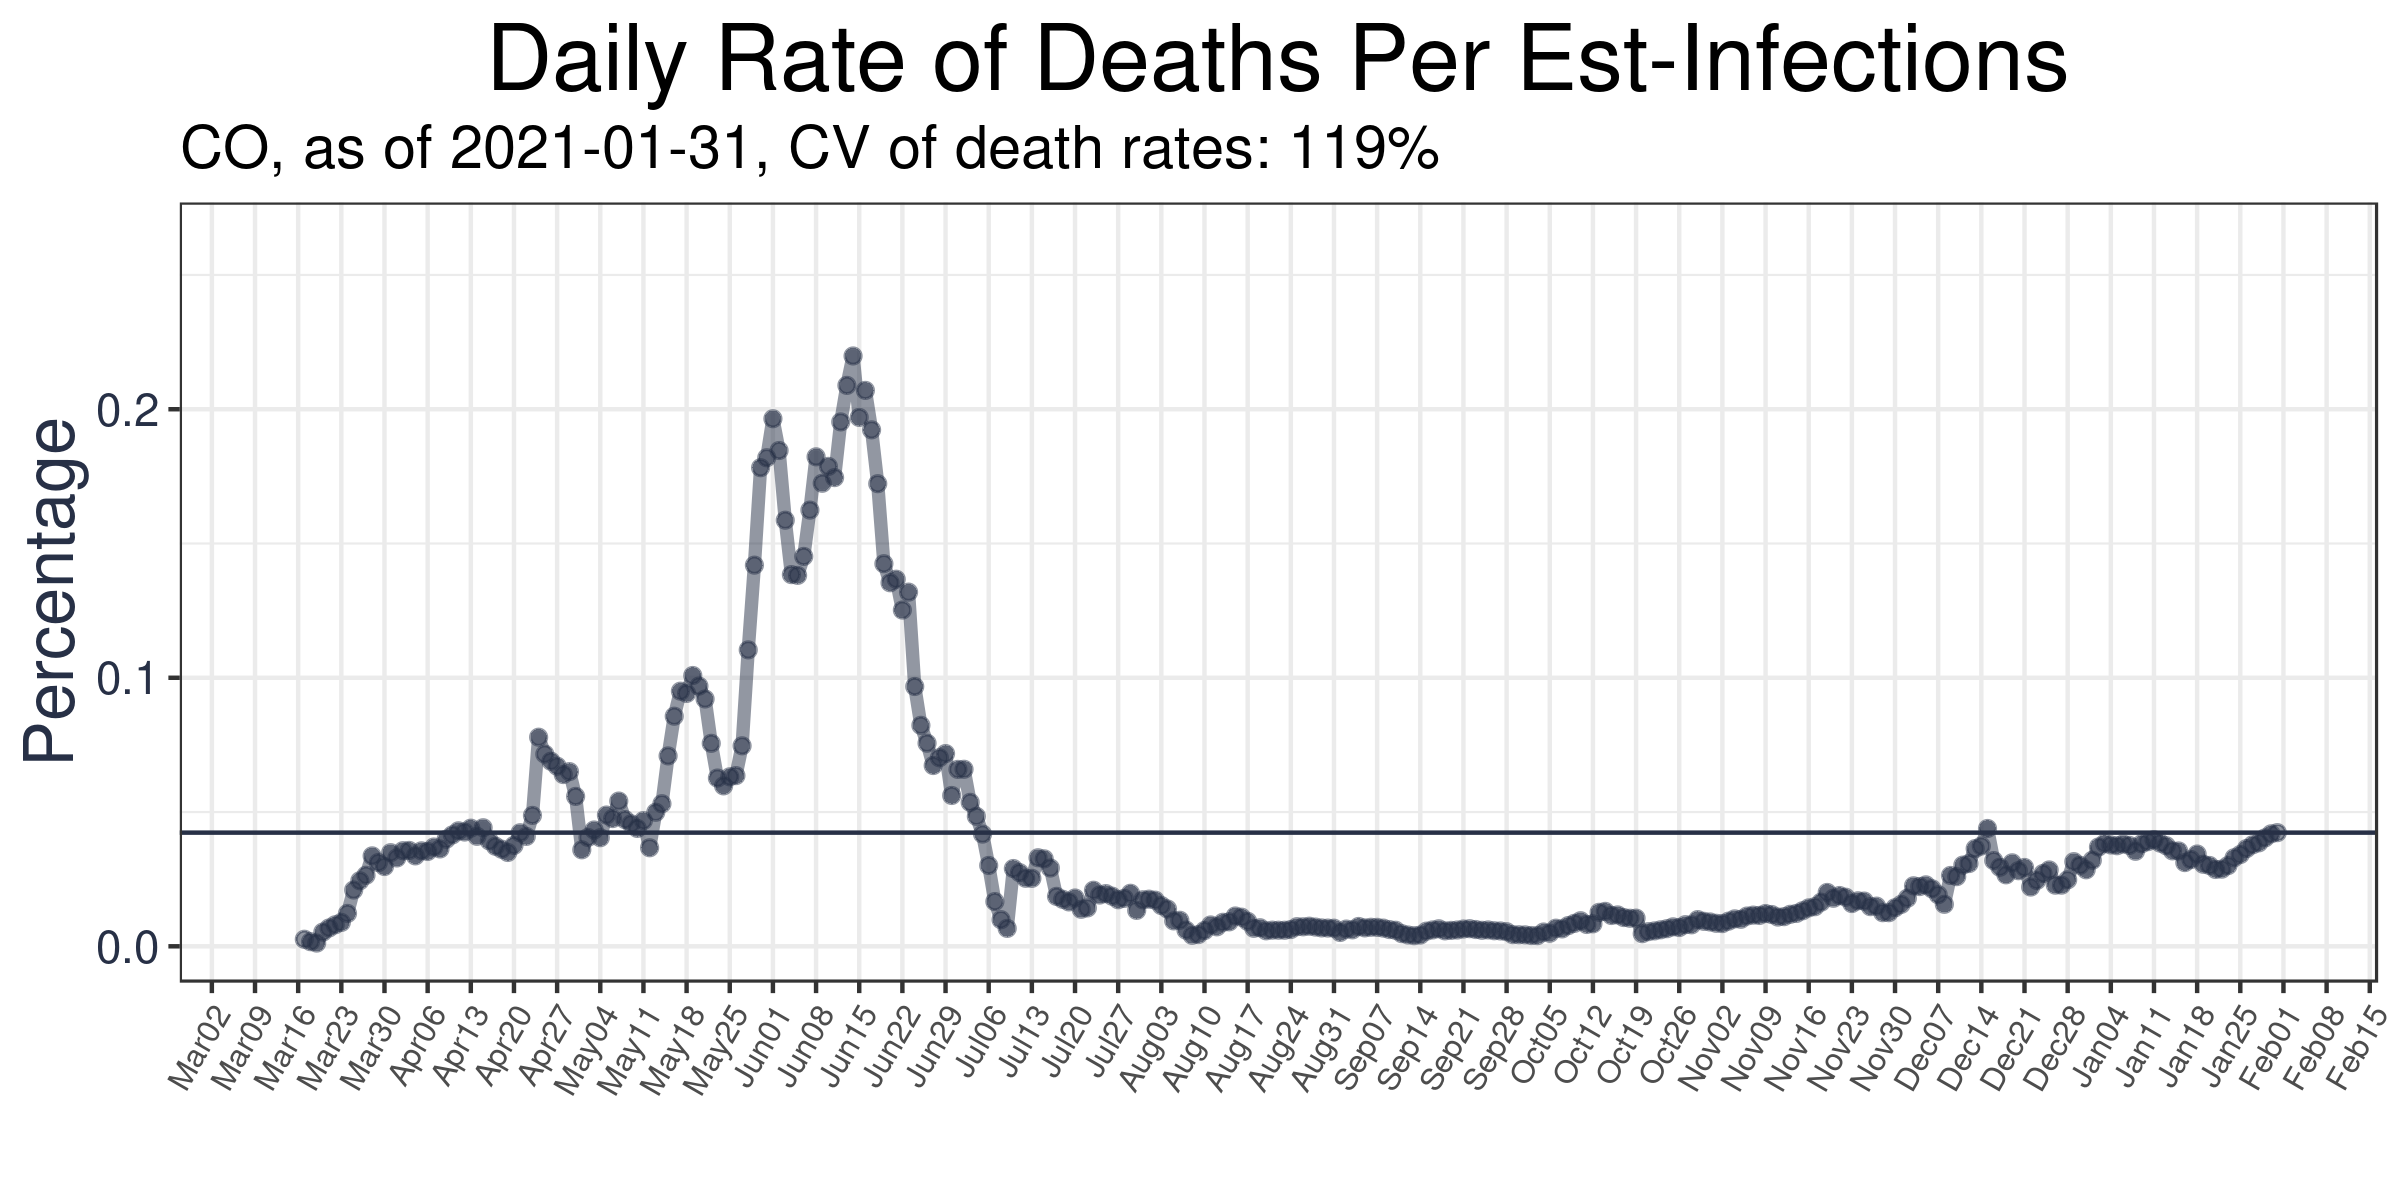 Daily Rate of Deaths Per Est-Infections
CO, as of 2021-01-31, CV of death rates: 119%
Percentage
0.2
0.1
0.0
Mar02
Mar09
Mar16
Mar23
Mar30
Apr06
Apr13
Apr20
Apr27
May04
May11
May18
May25
Jun01
Jun08
Jun15
Jun22
Jun29
Jul06
Jul13
Jul20
Jul27
Aug03
Aug10
Aug17
Aug24
Aug31
Sep07
Sep14
Sep21
Sep28
Oct05
Oct12
Oct19
Oct26
Nov02
Nov09
Nov16
Nov23
Nov30
Dec07
Dec14
Dec21
Dec28
Jan04
Jan11
Jan18
Jan25
Feb01
Feb08
Feb15